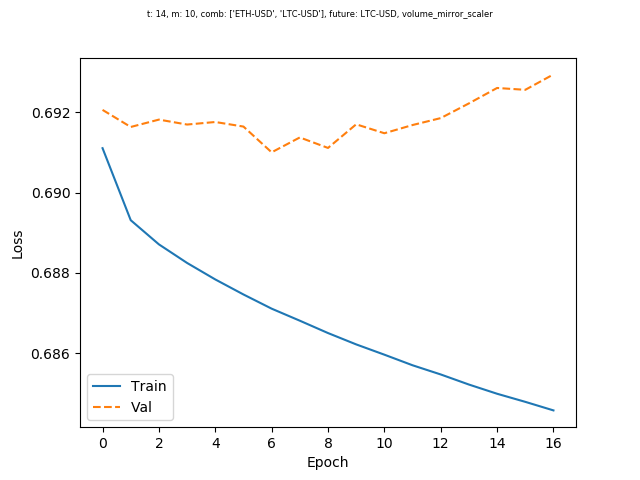 t: 14, m: 10, comb: ['ETH-USD', 'LTC-USD'], future: LTC-USD, volume_mirror_scaler
0.692
0.690
0.688
0.686
Loss
Train
Val
0 2 4 6 8 10 12 14 16
Epoch